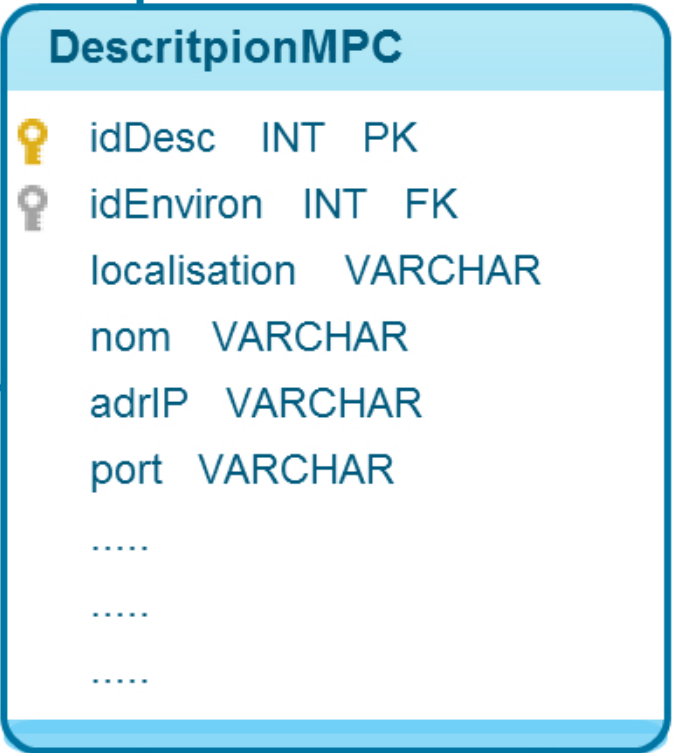 DescritpionMPC
idDesc INT PK
idEnviron INT FK
localisation VARCHAR
nom VARCHAR
adrIP VARCHAR
port VARCHAR
.....
.....
.....